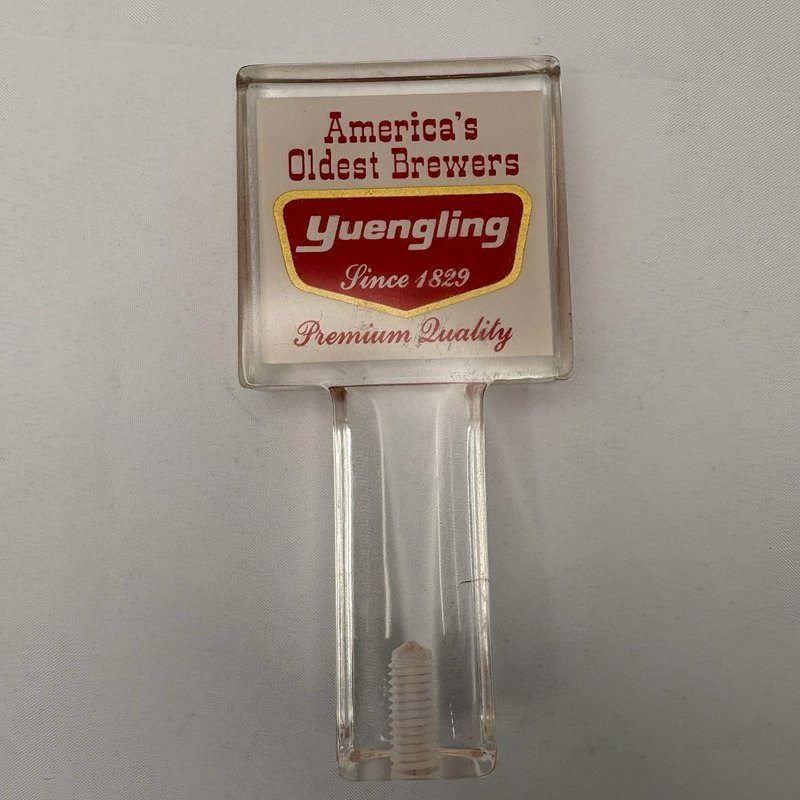 America's
Oldest Brewers
Yuengling
Since 1829
Premium Quality